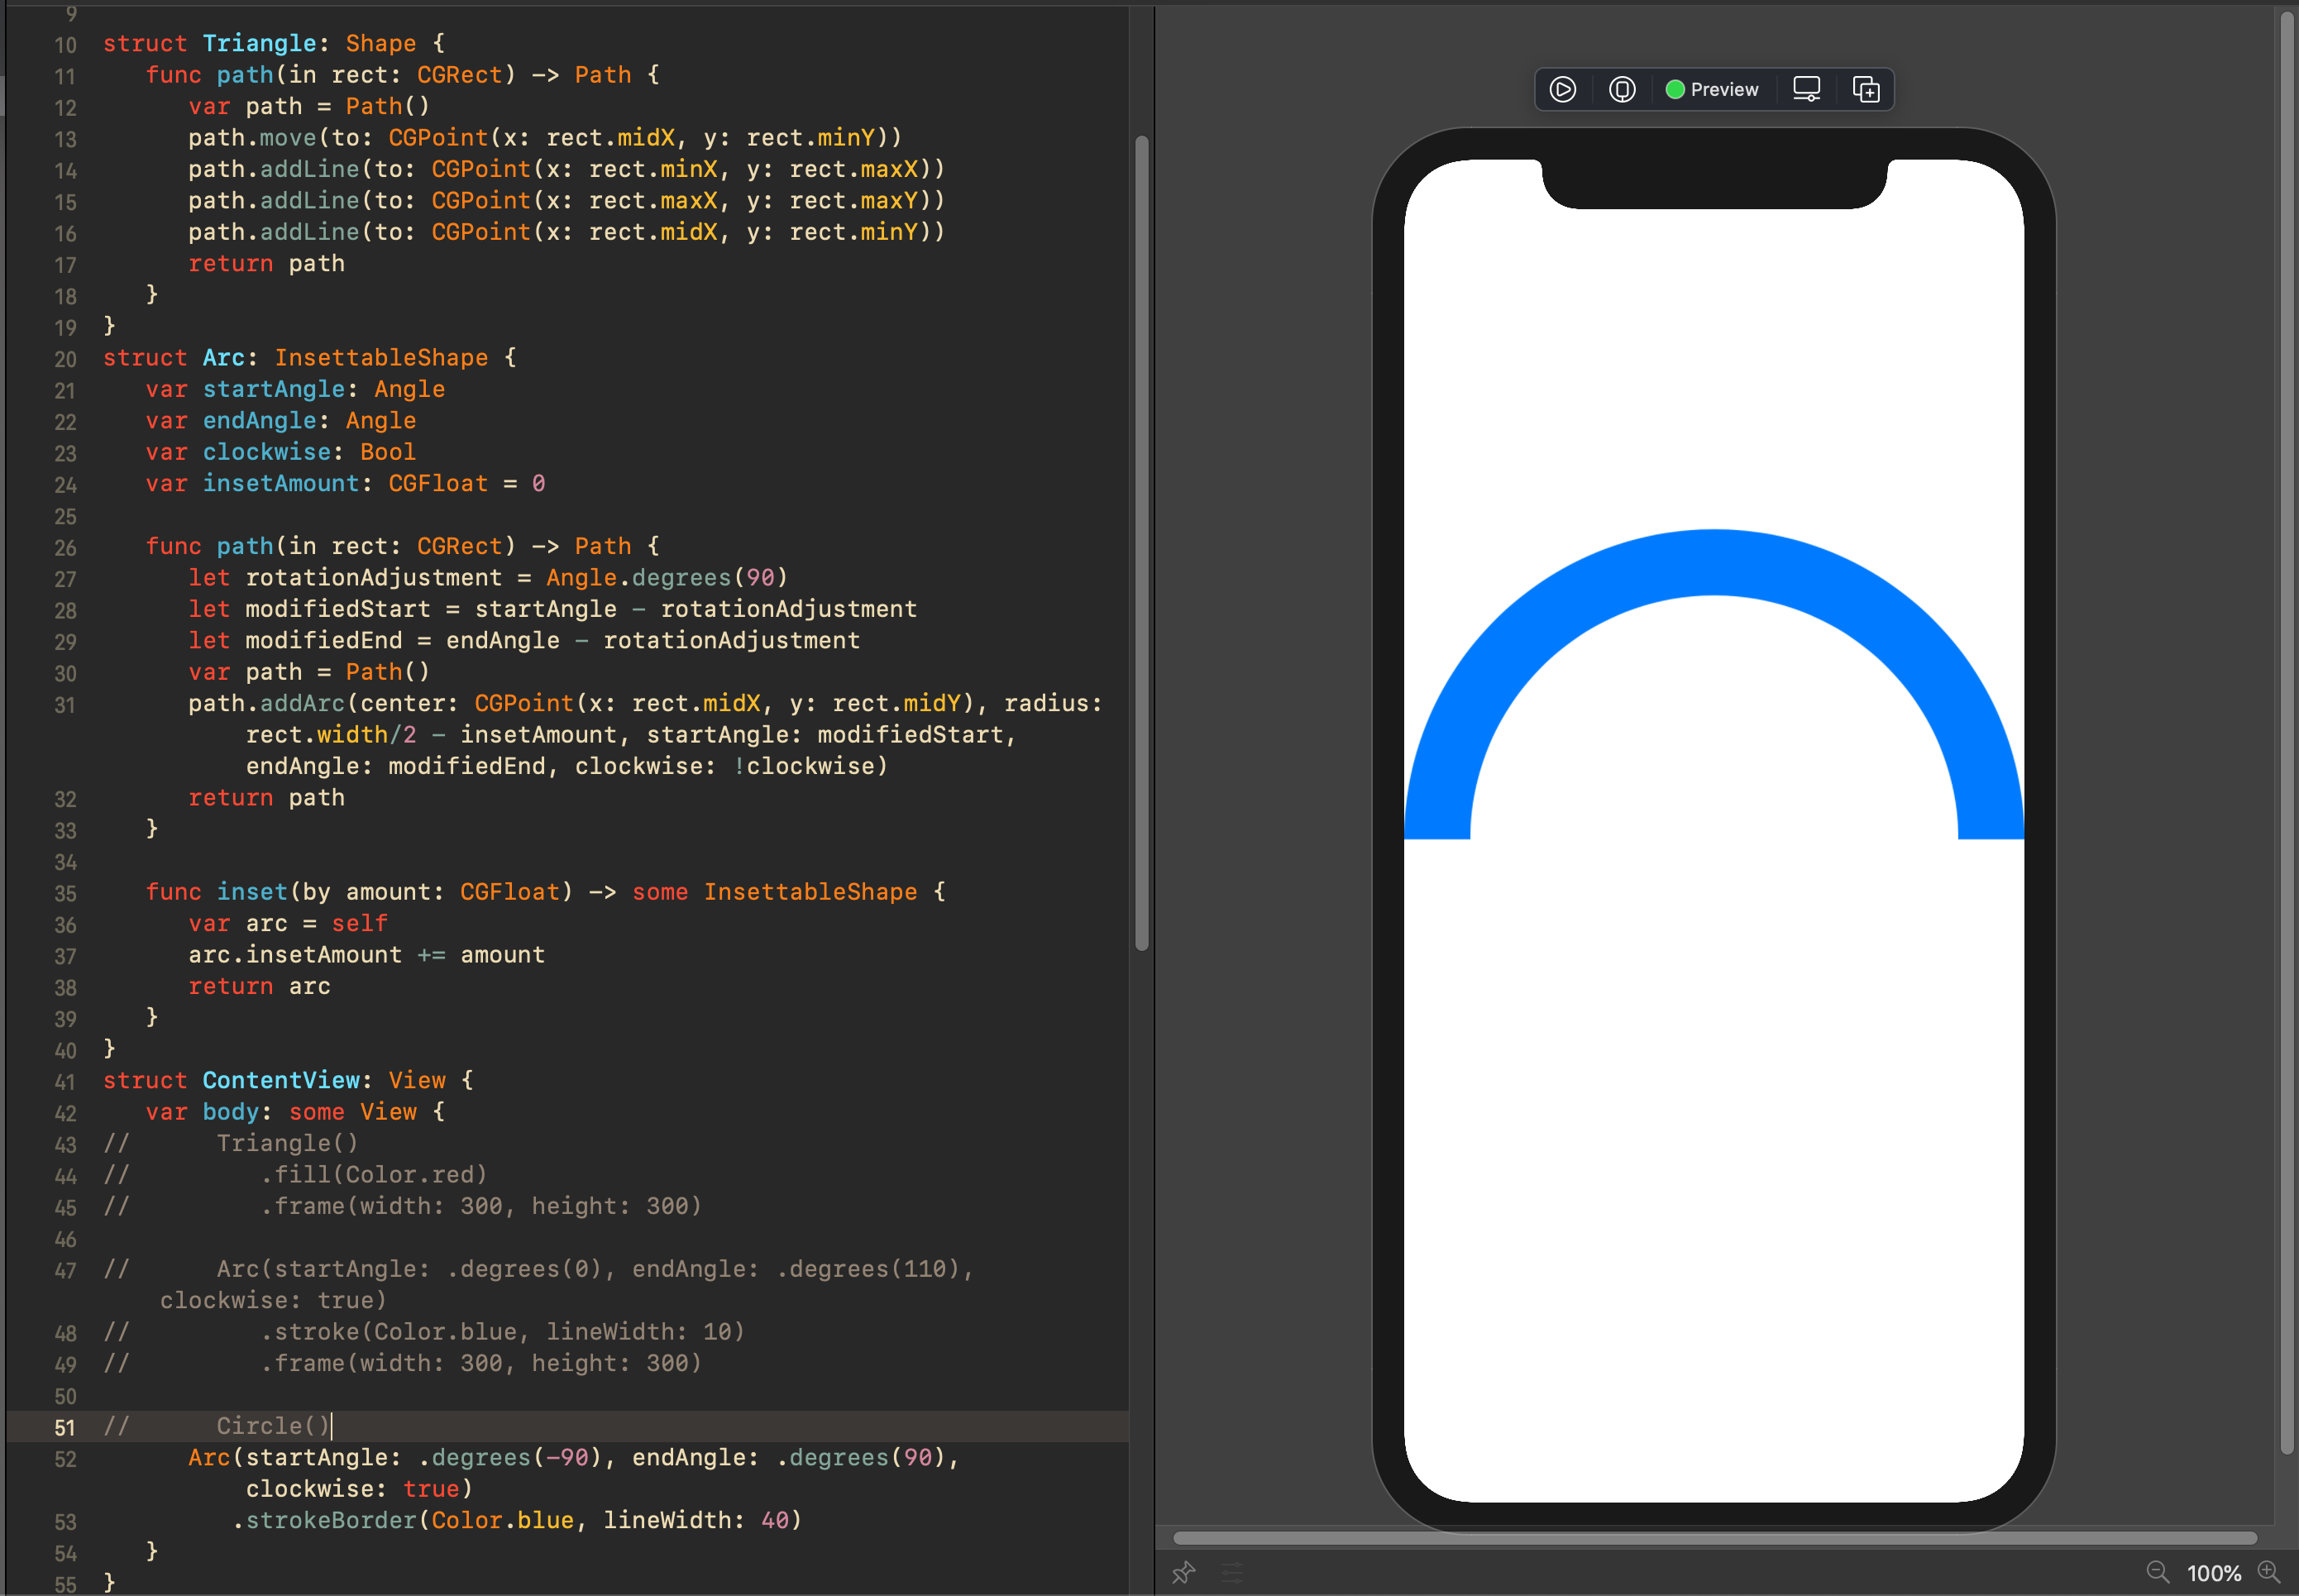 9
10 struct Triangle: Shape {
11 func path(in rect: CGRect) -> Path {
12 var path = Path()
13 path.move(to: CGPoint(x: rect.midX, y: rect.minY))
14 path.addLine(to: CGPoint(x: rect.minX, y: rect.maxX))
15 path.addLine(to: CGPoint(x: rect.maxX, y: rect.maxY))
16 path.addLine(to: CGPoint(x: rect.midX, y: rect.minY))
17 return path
18 }
19 }
20 struct Arc: InsettableShape {
21 var startAngle: Angle
22 var endAngle: Angle
23 var clockwise: Bool
24 var insetAmount: CGFloat = 0
25
26 func path(in rect: CGRect) -> Path {
27 let rotationAdjustment = Angle.degrees(90)
28 let modifiedStart = startAngle - rotationAdjustment
29 let modifiedEnd = endAngle - rotationAdjustment
30 var path = Path()
31 path.addArc(center: CGPoint(x: rect.midX, y: rect.midY), radius:
rect.width/2 - insetAmount, startAngle: modifiedStart,
endAngle: modifiedEnd, clockwise: !clockwise)
32 return path
33 }
34
35 func inset(by amount: CGFloat) -> some InsettableShape {
36 var arc = self
37 arc.insetAmount += amount
38 return arc
39 }
40 }
41 struct ContentView: View {
42 var body: some View {
43 // Triangle()
44 // .fill(Color.red)
45 // .frame(width: 300, height: 300)
46
47 // Arc(startAngle: .degrees(0), endAngle: .degrees(110),
clockwise: true)
48 // .stroke(Color.blue, lineWidth: 10)
49 // .frame(width: 300, height: 300)
50
51 // Circle()
52 Arc(startAngle: .degrees(-90), endAngle: .degrees(90),
clockwise: true)
53 .strokeBorder(Color.blue, lineWidth: 40)
54 }
55 }
Preview
100%